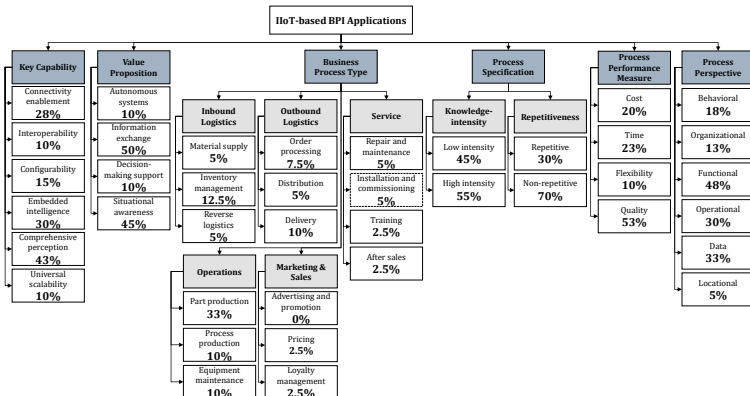 IIoT-based BPI Applications
Key Capability
Connectivity
enablement
28%
Interoperability
10%
Configurability
15%
Embedded
intelligence
30%
Comprehensive
perception
43%
Universal
scalability
10%
Value
Proposition
Autonomous
systems
10%
Information
exchange
50%
Decision-
making support
10%
Situational
awareness
45%
Business
Process Type
Inbound
Logistics
Material supply
5%
Inventory
management
12.5%
Reverse
logistics
5%
Outbound
Logistics
Order
processing
7.5%
Distribution
5%
Delivery
10%
Service
Repair and
maintenance
5%
Installation and
commissioning
5%
Training
2.5%
After sales
2.5%
Operations
Part production
33%
Process
production
10%
Equipment
maintenance
10%
Marketing &
Sales
Advertising and
promotion
0%
Pricing
2.5%
Loyalty
management
2.5%
Process
Specification
Knowledge-
intensity
Low intensity
45%
High intensity
55%
Repetitiveness
Repetitive
30%
Non-repetitive
70%
Process
Performance
Measure
Cost
20%
Time
23%
Flexibility
10%
Quality
53%
Process
Perspective
Behavioral
18%
Organizational
13%
Functional
48%
Operational
30%
Data
33%
Locational
5%